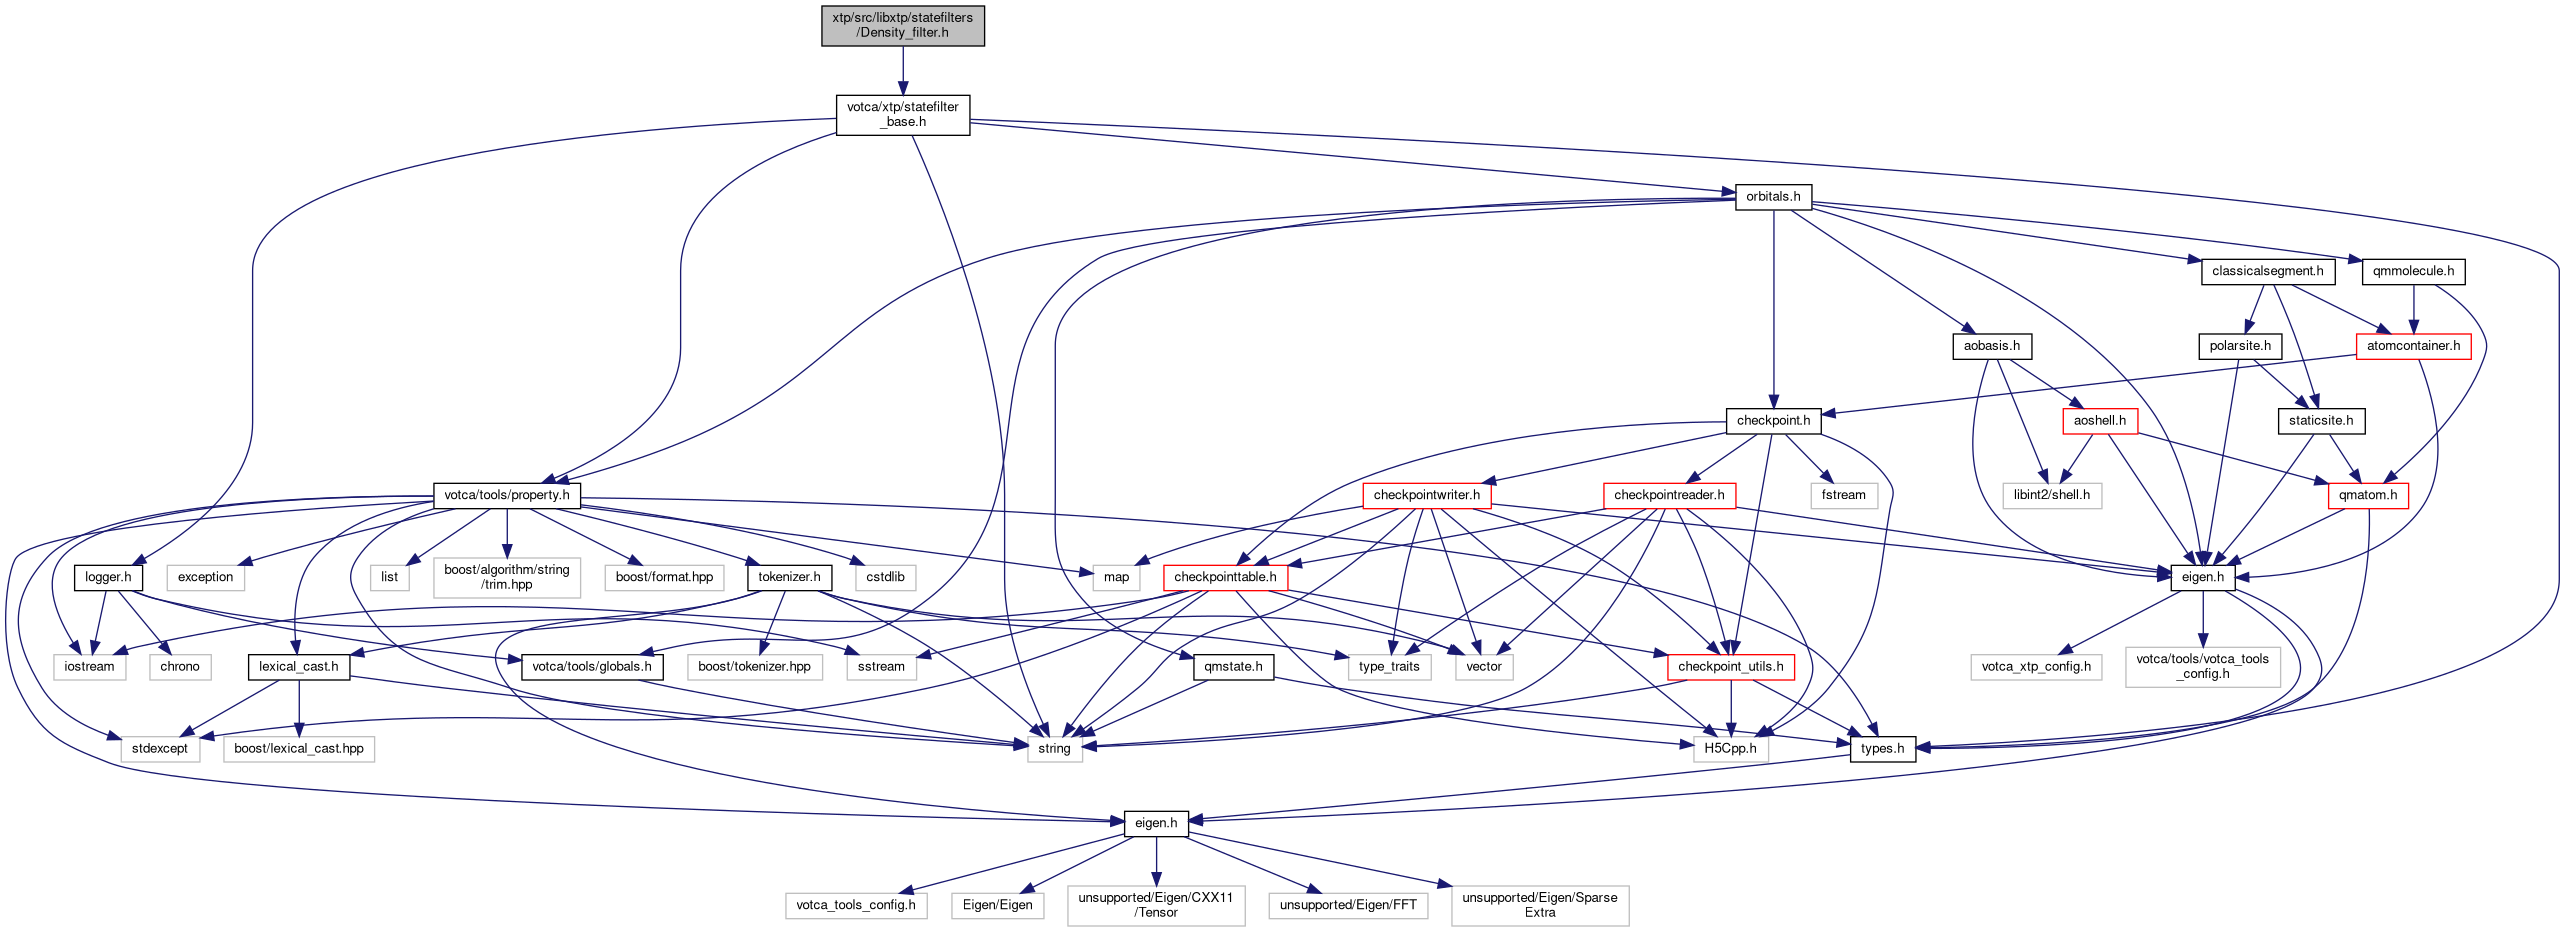 xtp/src/libxtp/statefilters
/Density_filter.h
votca/xtp/statefilter
_base.h
orbitals.h
classicalsegment.h
qmmolecule.h
aobasis.h
polarsite.h
atomcontainer.h
checkpoint.h
aoshell.h
staticsite.h
votca/tools/property.h
checkpointwriter.h
checkpointreader.h
fstream
libint2/shell.h
qmatom.h
logger.h
exception
list
boost/algorithm/string
/trim.hpp
boost/format.hpp
tokenizer.h
cstdlib
map
checkpointtable.h
eigen.h
iostream
chrono
lexical_cast.h
votca/tools/globals.h
boost/tokenizer.hpp
sstream
qmstate.h
type_traits
vector
checkpoint_utils.h
votca_xtp_config.h
votca/tools/votca_tools
_config.h
stdexcept
boost/lexical_cast.hpp
string
H5Cpp.h
types.h
eigen.h
votca_tools_config.h
Eigen/Eigen
unsupported/Eigen/CXX11
/Tensor
unsupported/Eigen/FFT
unsupported/Eigen/Sparse
Extra